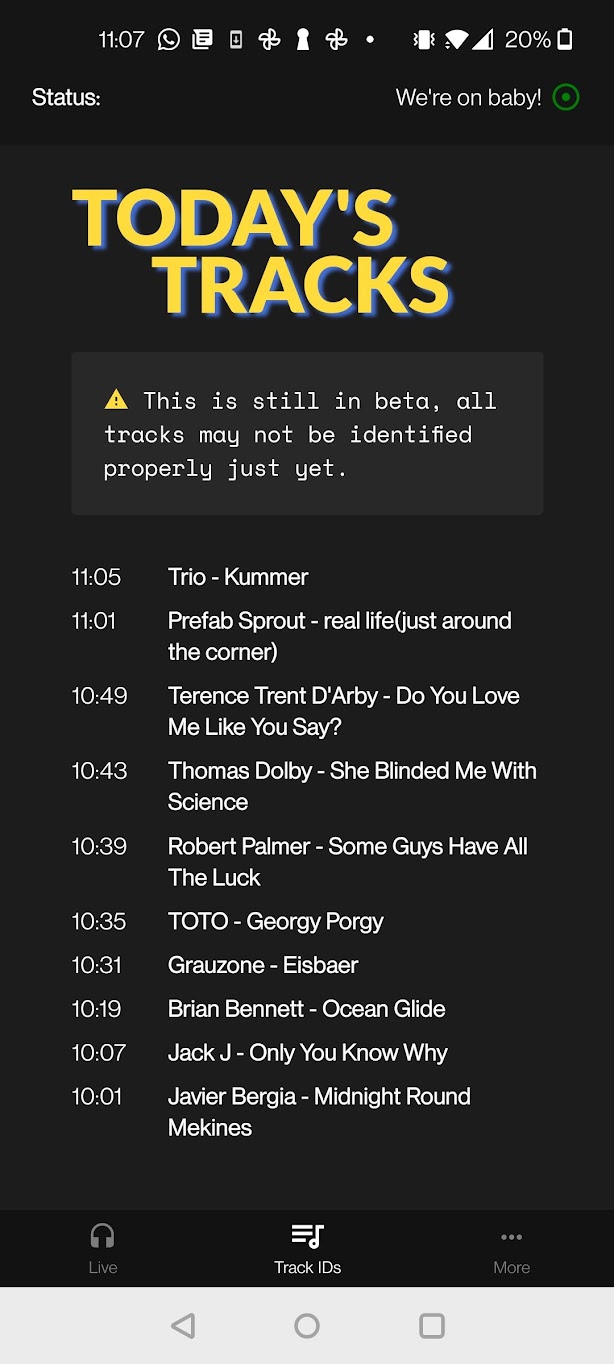 11:07
20%
Status:
We're on baby!
TODAY'S
TRACKS
This is still in beta, all
tracks may not be identified
properly just yet.
11:05 Trio - Kummer
11:01 Prefab Sprout - real life(just around
the corner)
10:49 Terence Trent D'Arby - Do You Love
Me Like You Say?
10:43 Thomas Dolby - She Blinded Me With
Science
10:39 Robert Palmer - Some Guys Have All
The Luck
10:35 TOTO - Georgy Porgy
10:31 Grauzone - Eisbaer
10:19 Brian Bennett - Ocean Glide
10:07 Jack J - Only You Know Why
10:01 Javier Bergia - Midnight Round
Mekines
Live
Track IDs
More